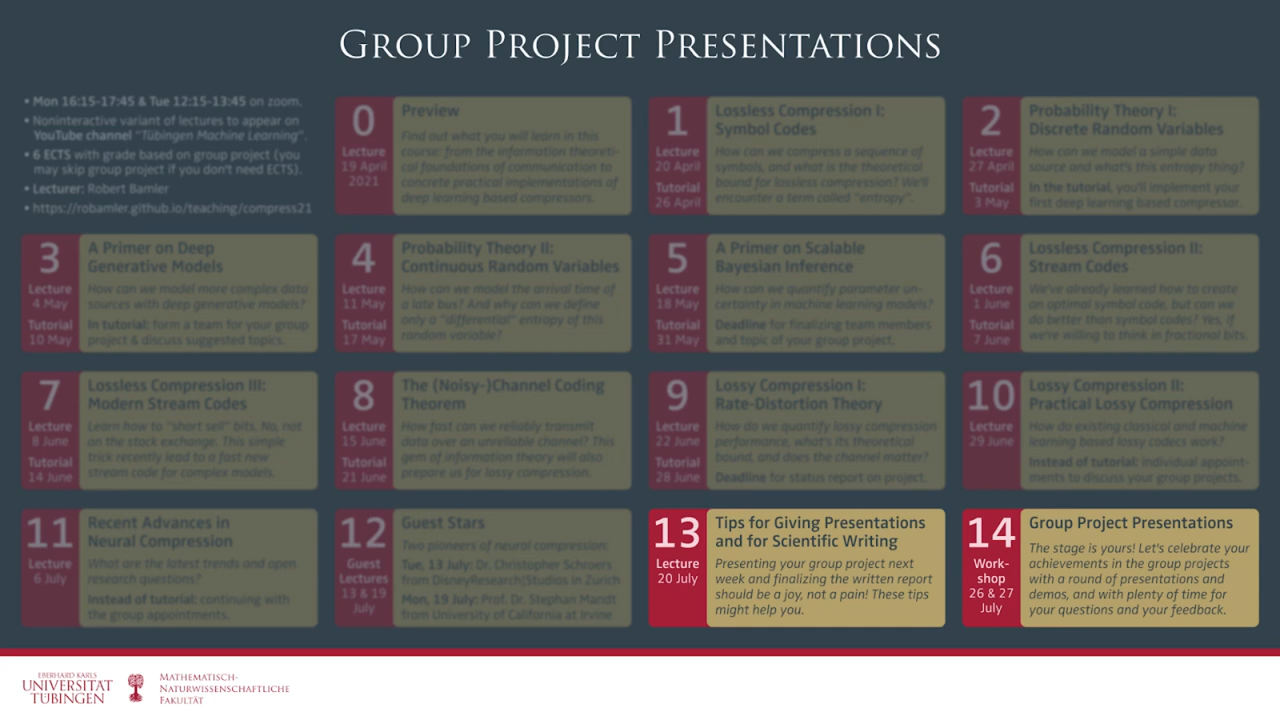 GROUP PROJECT PRESENTATIONS
• Mon 16:15-17:45 & Tue 12:15-13:45 on zoom.
• Noninteractive variant of lectures to appear on
YouTube channel "Tübingen Machine Learning".
• 6 ECTS with grade based on group project (you
may skip group project if you don't need ECTS).
• Lecturer: Robert Bamler
• https://robamler.github.io/teaching/compress21
0
Lecture
19 April
2021
Preview
Find out what you will learn in this
course: from the information theoreti-
cal foundations of communication to
concrete practical implementations of
deep learning based compressors.
1
Lecture
20 April
Tutorial
26 April
Lossless Compression I:
Symbol Codes
How can we compress a sequence of
symbols, and what is the theoretical
bound for lossless compression? We'll
encounter a term called "entropy".
2
Lecture
27 April
Tutorial
3 May
Probability Theory I:
Discrete Random Variables
How can we model a simple data
source and what's this entropy thing?
In the tutorial, you'll implement your
first deep learning based compressor.
3
Lecture
4 May
Tutorial
10 May
A Primer on Deep
Generative Models
How can we model more complex data
sources with deep generative models?
In tutorial: form a team for your group
project & discuss suggested topics.
4
Lecture
11 May
Tutorial
17 May
Probability Theory II:
Continuous Random Variables
How can we model the arrival time of
a late bus? And why can we define
only a "differential" entropy of this
random variable?
5
Lecture
18 May
Tutorial
31 May
A Primer on Scalable
Bayesian Inference
How can we quantify parameter un-
certainty in machine learning models?
Deadline for finalizing team members
and topic of your group project.
6
Lecture
1 June
Tutorial
7 June
Lossless Compression II:
Stream Codes
We've already learned how to create
an optimal symbol code, but can we
do better than symbol codes? Yes, if
we're willing to think in fractional bits.
7
Lecture
8 June
Tutorial
14 June
Lossless Compression III:
Modern Stream Codes
Learn how to "short sell" bits. No, not
on the stock exchange. This simple
trick recently lead to a fast new
stream code for complex models.
8
Lecture
15 June
Tutorial
21 June
The (Noisy-)Channel Coding
Theorem
How fast can we reliably transmit
data over an unreliable channel? This
gem of information theory will also
prepare us for lossy compression.
9
Lecture
22 June
Tutorial
28 June
Lossy Compression I:
Rate-Distortion Theory
How do we quantify lossy compression
performance, what's its theoretical
bound, and does the channel matter?
Deadline for status report on project.
10
Lecture
29 June
Lossy Compression II:
Practical Lossy Compression
How do existing classical and machine
learning based lossy codecs work?
Instead of tutorial: individual appoint-
ments to discuss your group projects.
11
Lecture
6 July
Recent Advances in
Neural Compression
What are the latest trends and open
research questions?
Instead of tutorial: continuing with
the group appointments.
12
Guest
Lectures
13 & 19
July
Guest Stars
Two pioneers of neural compression:
Tue, 13 July: Dr. Christopher Schroers
from DisneyResearch|Studios in Zurich
Mon, 19 July: Prof. Dr. Stephan Mandt
from University of California at Irvine
13
Lecture
20 July
Tips for Giving Presentations
and for Scientific Writing
Presenting your group project next
week and finalizing the written report
should be a joy, not a pain! These tips
might help you.
14
Work-
shop
26 & 27
July
Group Project Presentations
The stage is yours! Let's celebrate your
achievements in the group projects
with a round of presentations and
demos, and with plenty of time for
your questions and your feedback.
EBERHARD KARLS
UNIVERSITÄT
TÜBINGEN
MATHEMATISCH-
NATURWISSENSCHAFTLICHE
FAKULTÄT